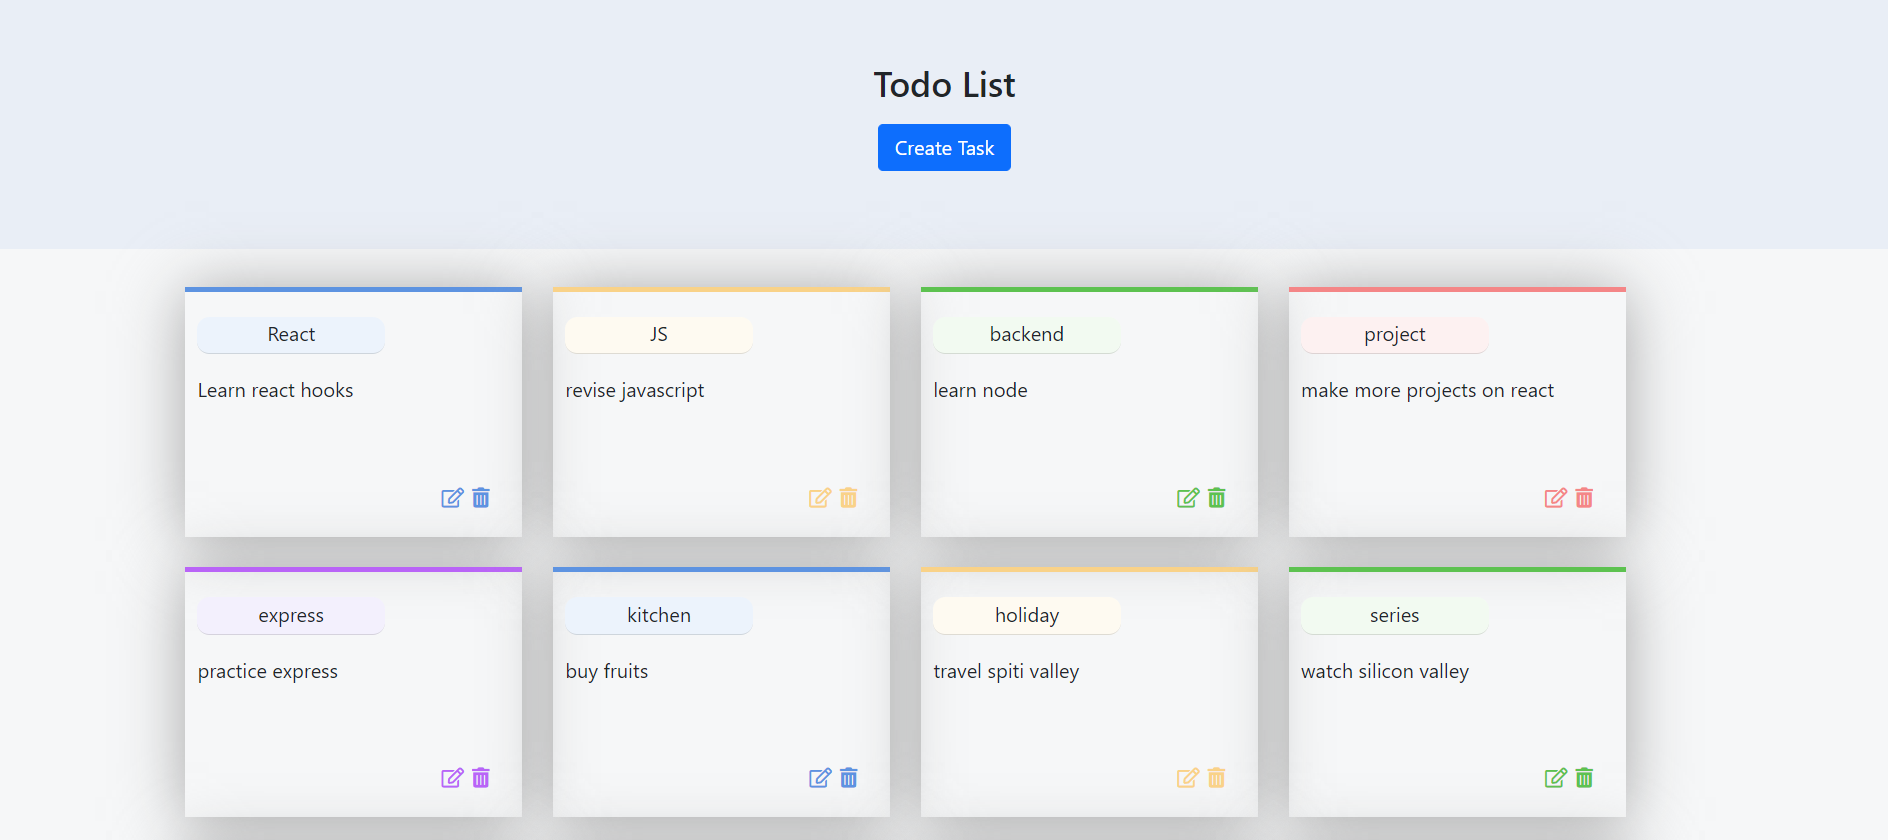 Todo List
Create Task
React
Learn react hooks
JS
revise javascript
backend
learn node
project
make more projects on react
express
practice express
kitchen
buy fruits
holiday
travel spiti valley
series
watch silicon valley